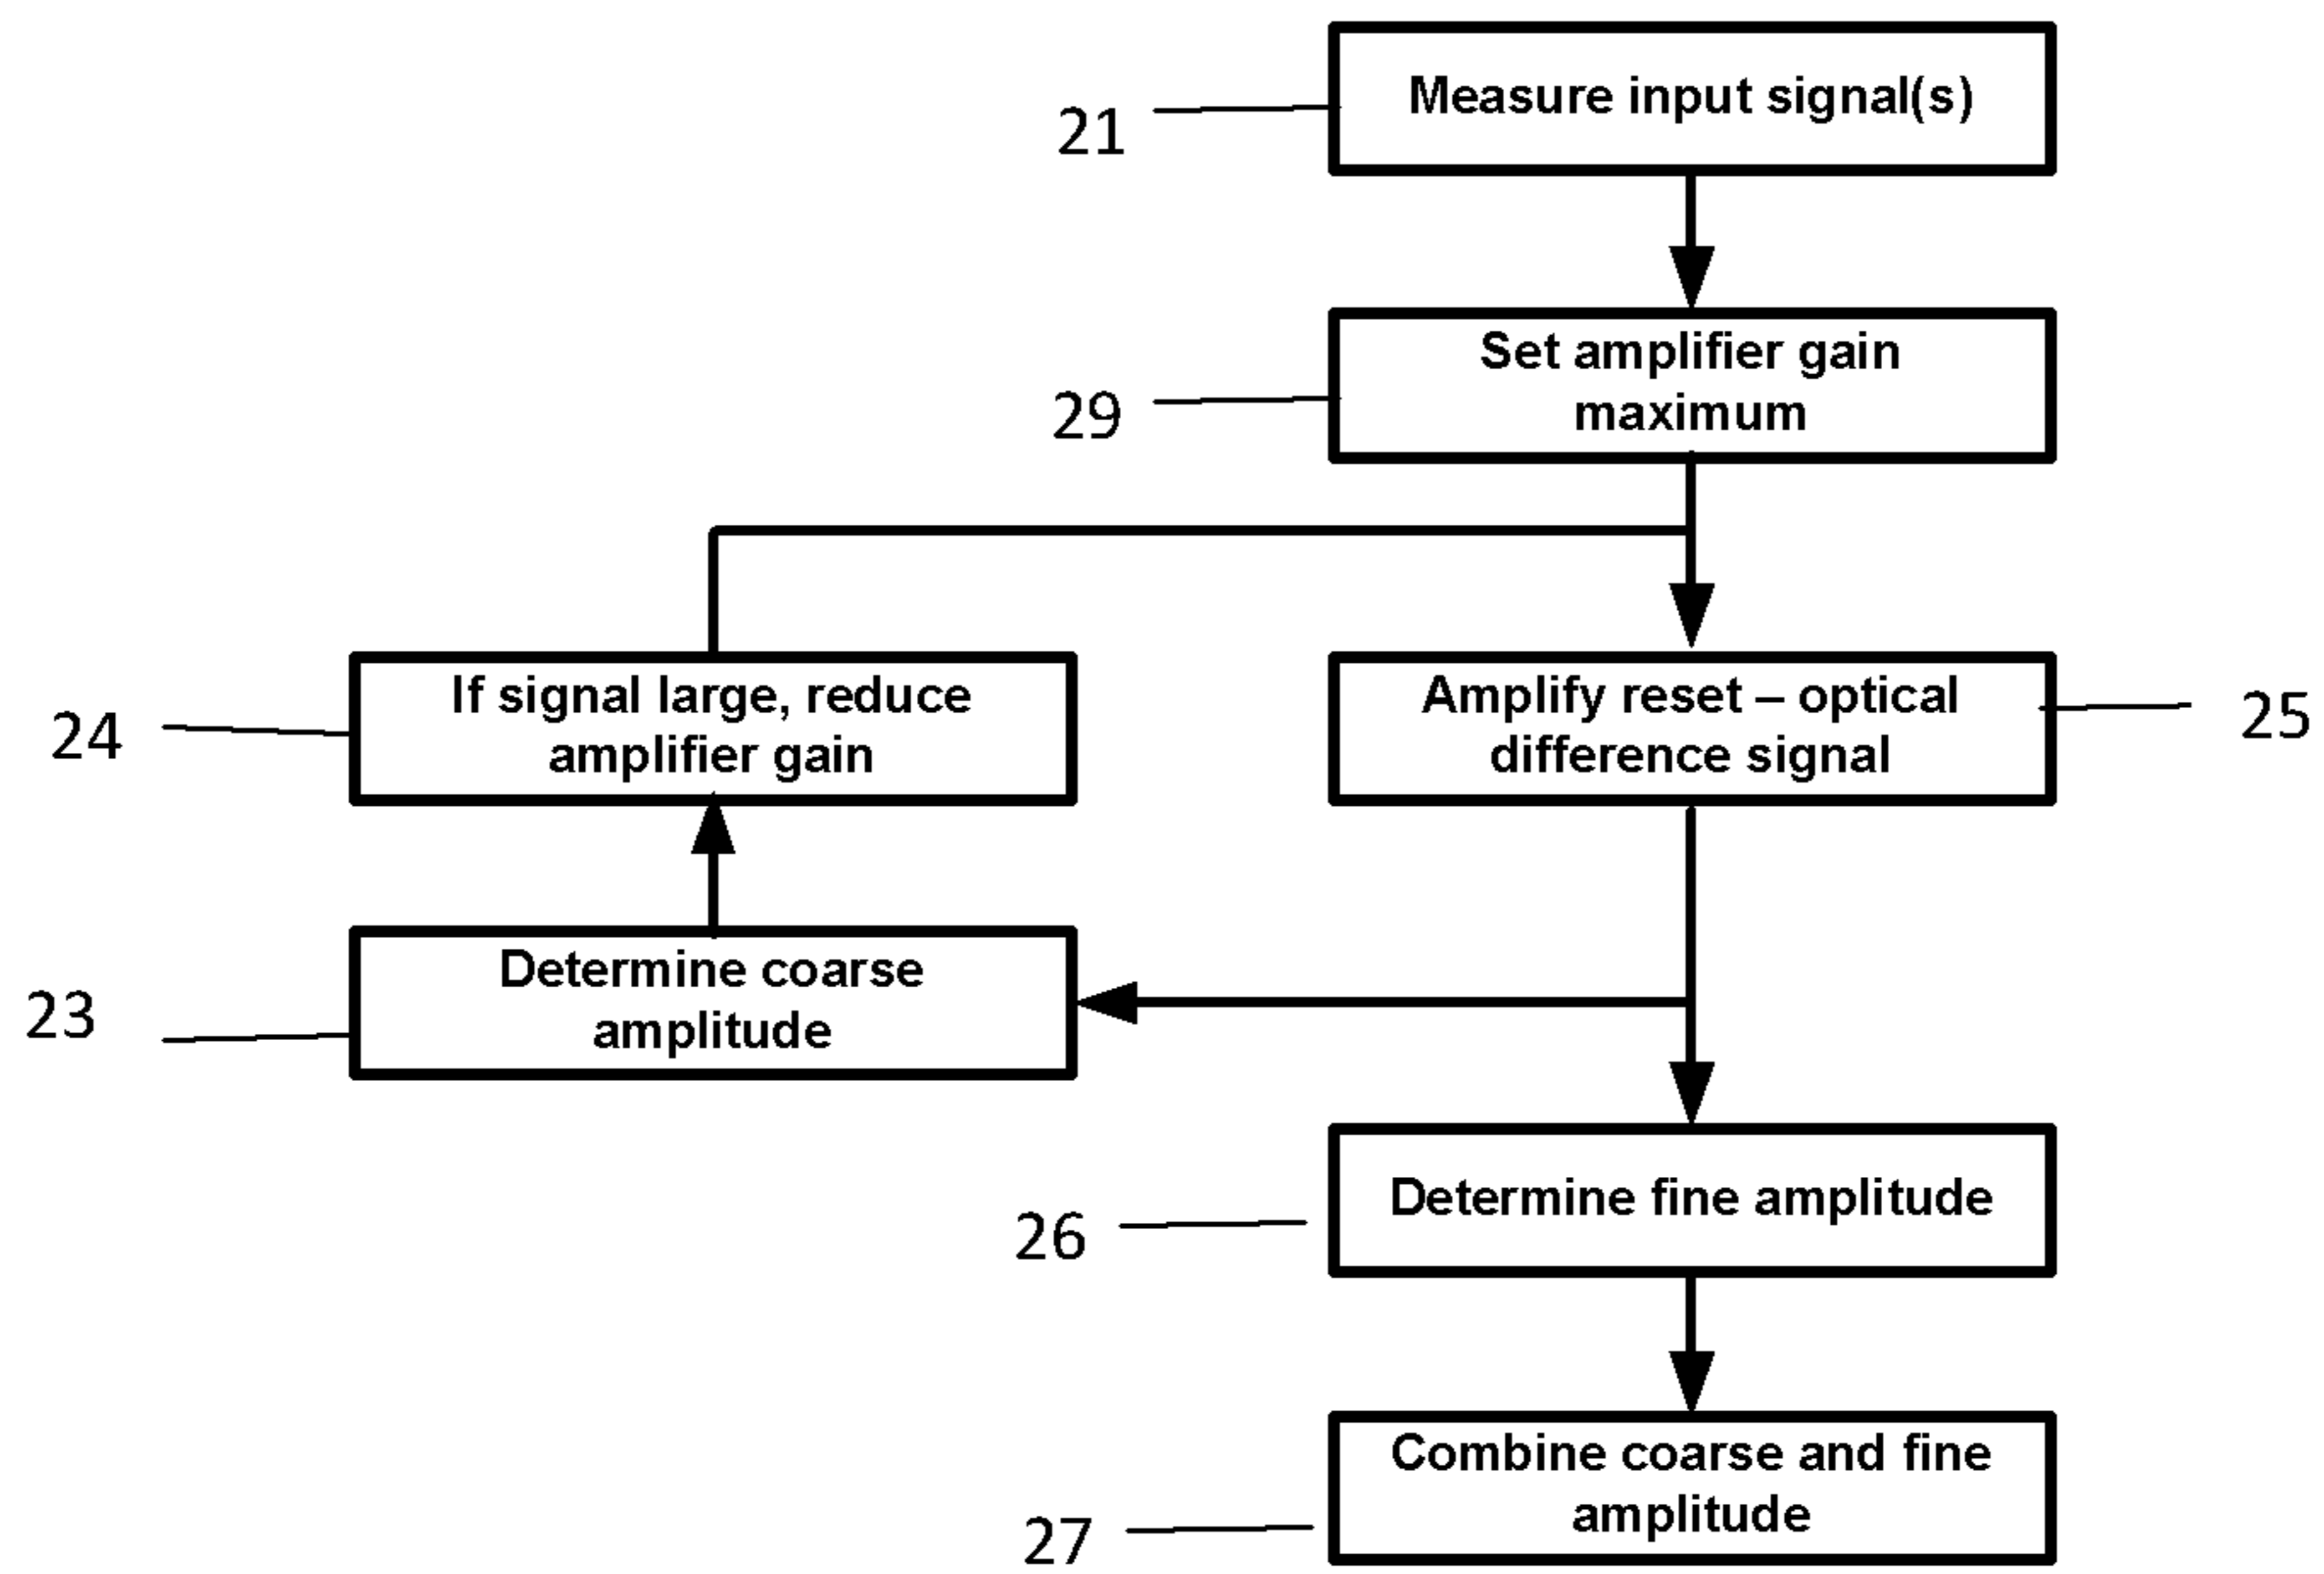 Measure input signal(s)
21
Set amplifier gain
maximum
29
If signal large, reduce
amplifier gain
24
Amplify reset – optical
difference signal
25
Determine coarse
amplitude
23
Determine fine amplitude
26
Combine coarse and fine
amplitude
27